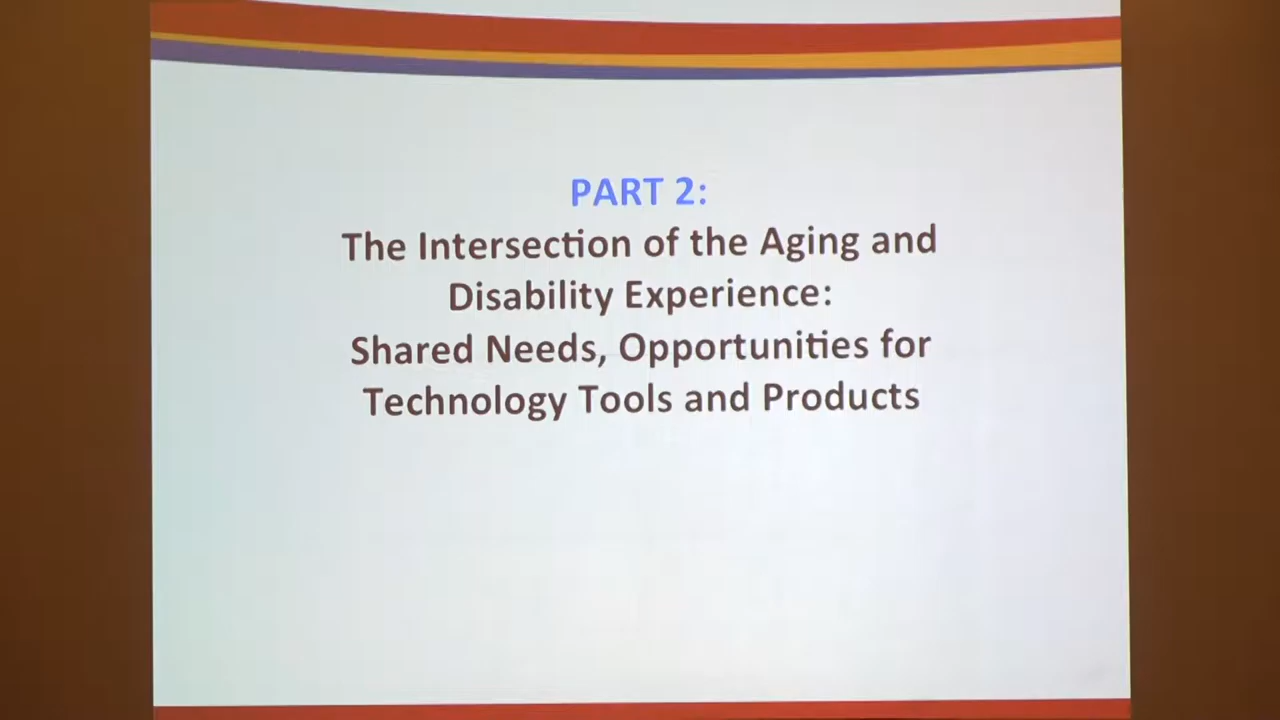 PART 2:
The Intersection of the Aging and
Disability Experience:
Shared Needs, Opportunities for
Technology Tools and Products